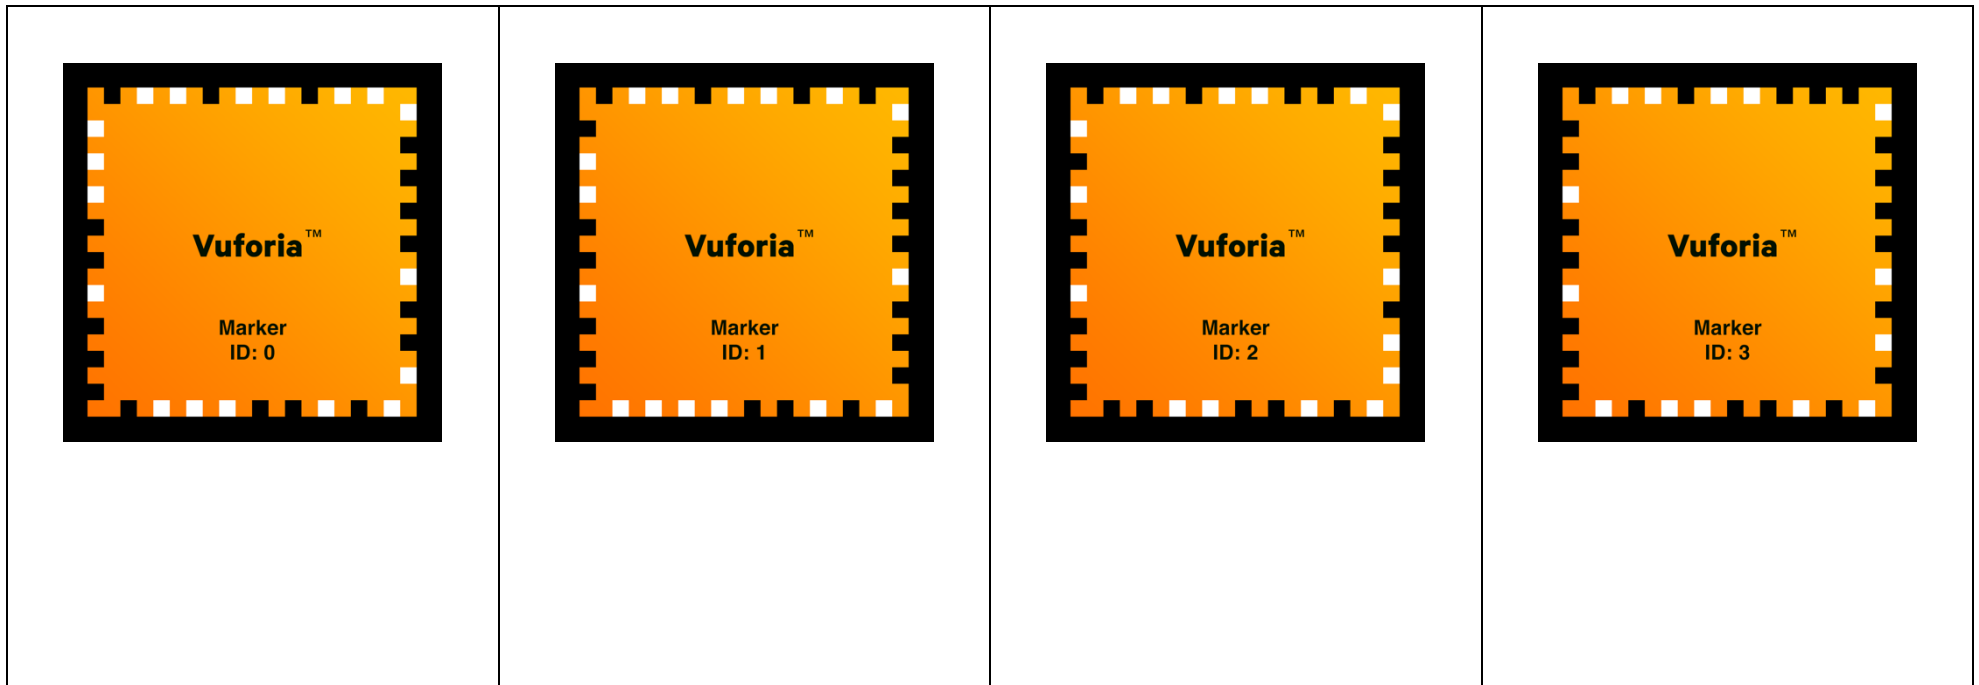 Vuforia™
Marker
ID: 0
Vuforia™
Marker
ID: 1
Vuforia™
Marker
ID: 2
Vuforia™
Marker
ID: 3